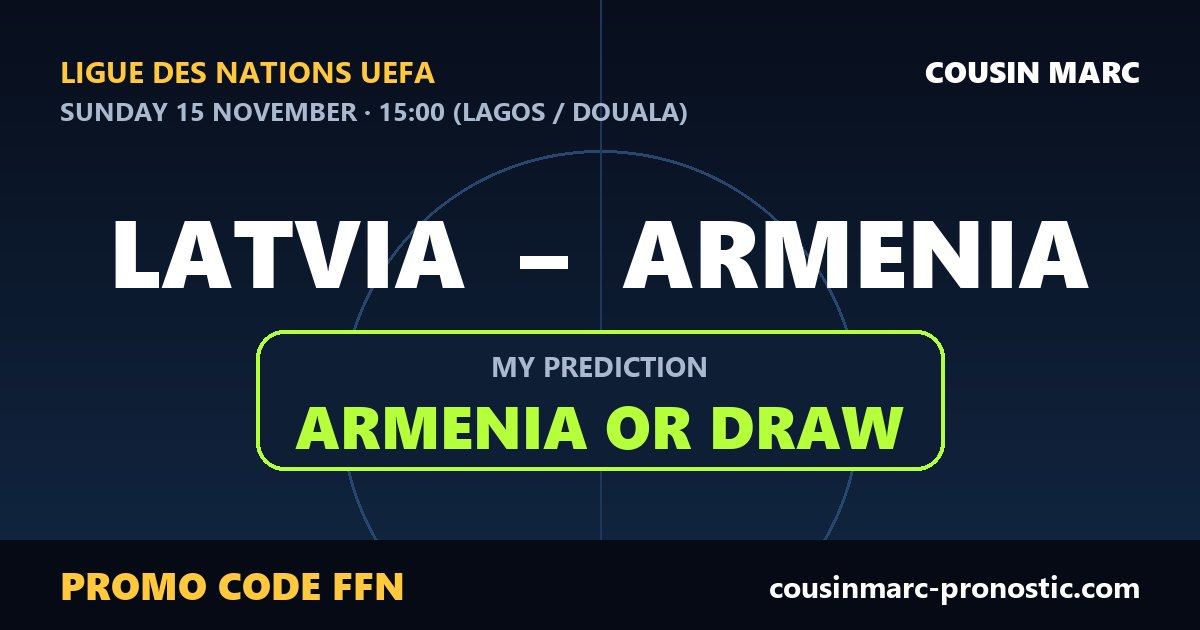 LIGUE DES NATIONS UEFA
COUSIN MARC
SUNDAY 15 NOVEMBER · 15:00 (LAGOS / DOUALA)
LATVIA – ARMENIA
MY PREDICTION
ARMENIA OR DRAW
PROMO CODE FFN
cousinmarc-pronostic.com